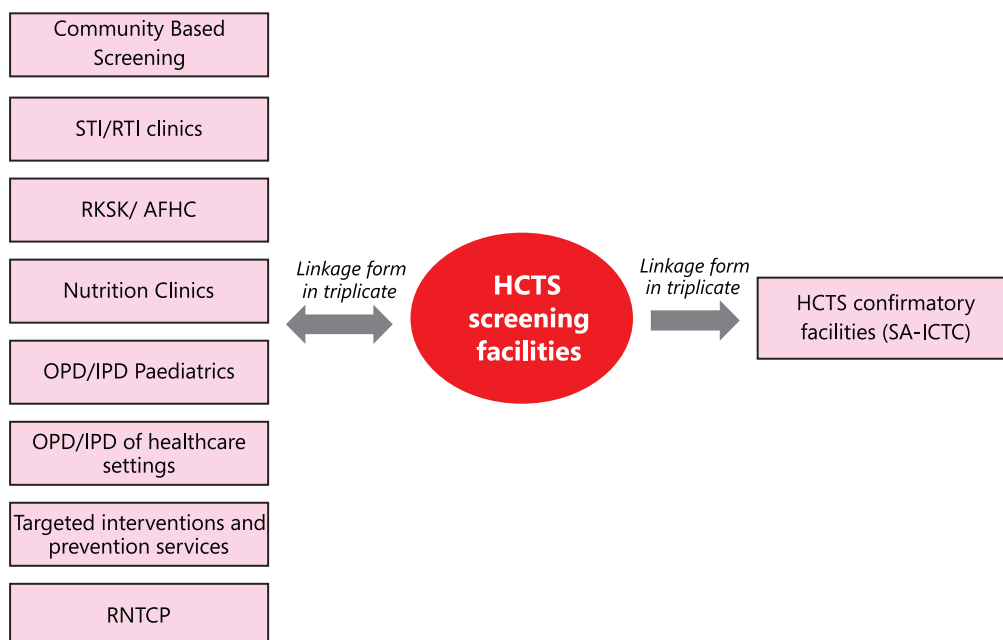 Community Based
Screening
STI/RTI clinics
RKSK/ AFHC
Nutrition Clinics
OPD/IPD Paediatrics
OPD/IPD of healthcare
settings
Targeted interventions and
prevention services
RNTCP
Linkage form
in triplicate
HCTS
screening
facilities
Linkage form
in triplicate
HCTS confirmatory
facilities (SA-ICTC)